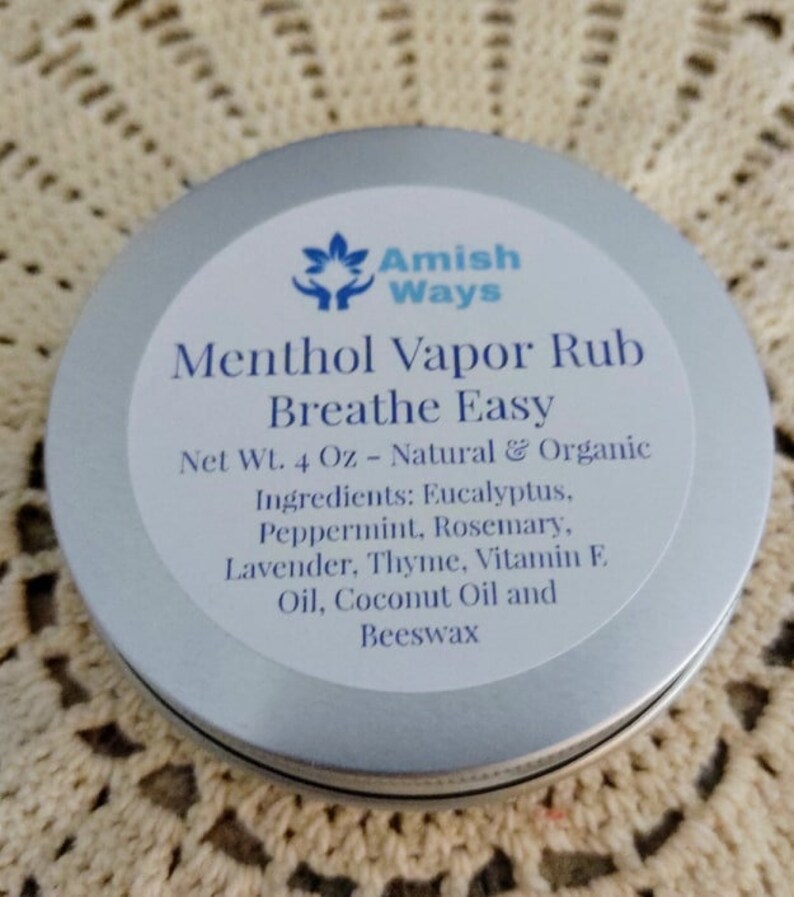 Amish
Ways
Menthol Vapor Rub
Breathe Easy
Net Wt. 4 Oz - Natural & Organic
Ingredients: Eucalyptus,
Peppermint, Rosemary,
Lavender, Thyme, Vitamin E
Oil, Coconut Oil and
Beeswax